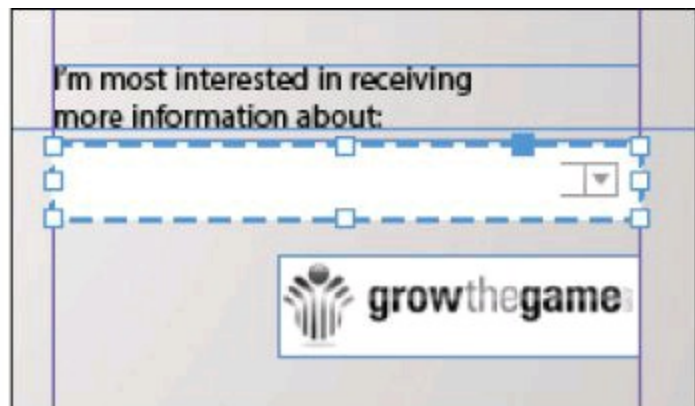 I'm most interested in receiving
more information about:
growthegame